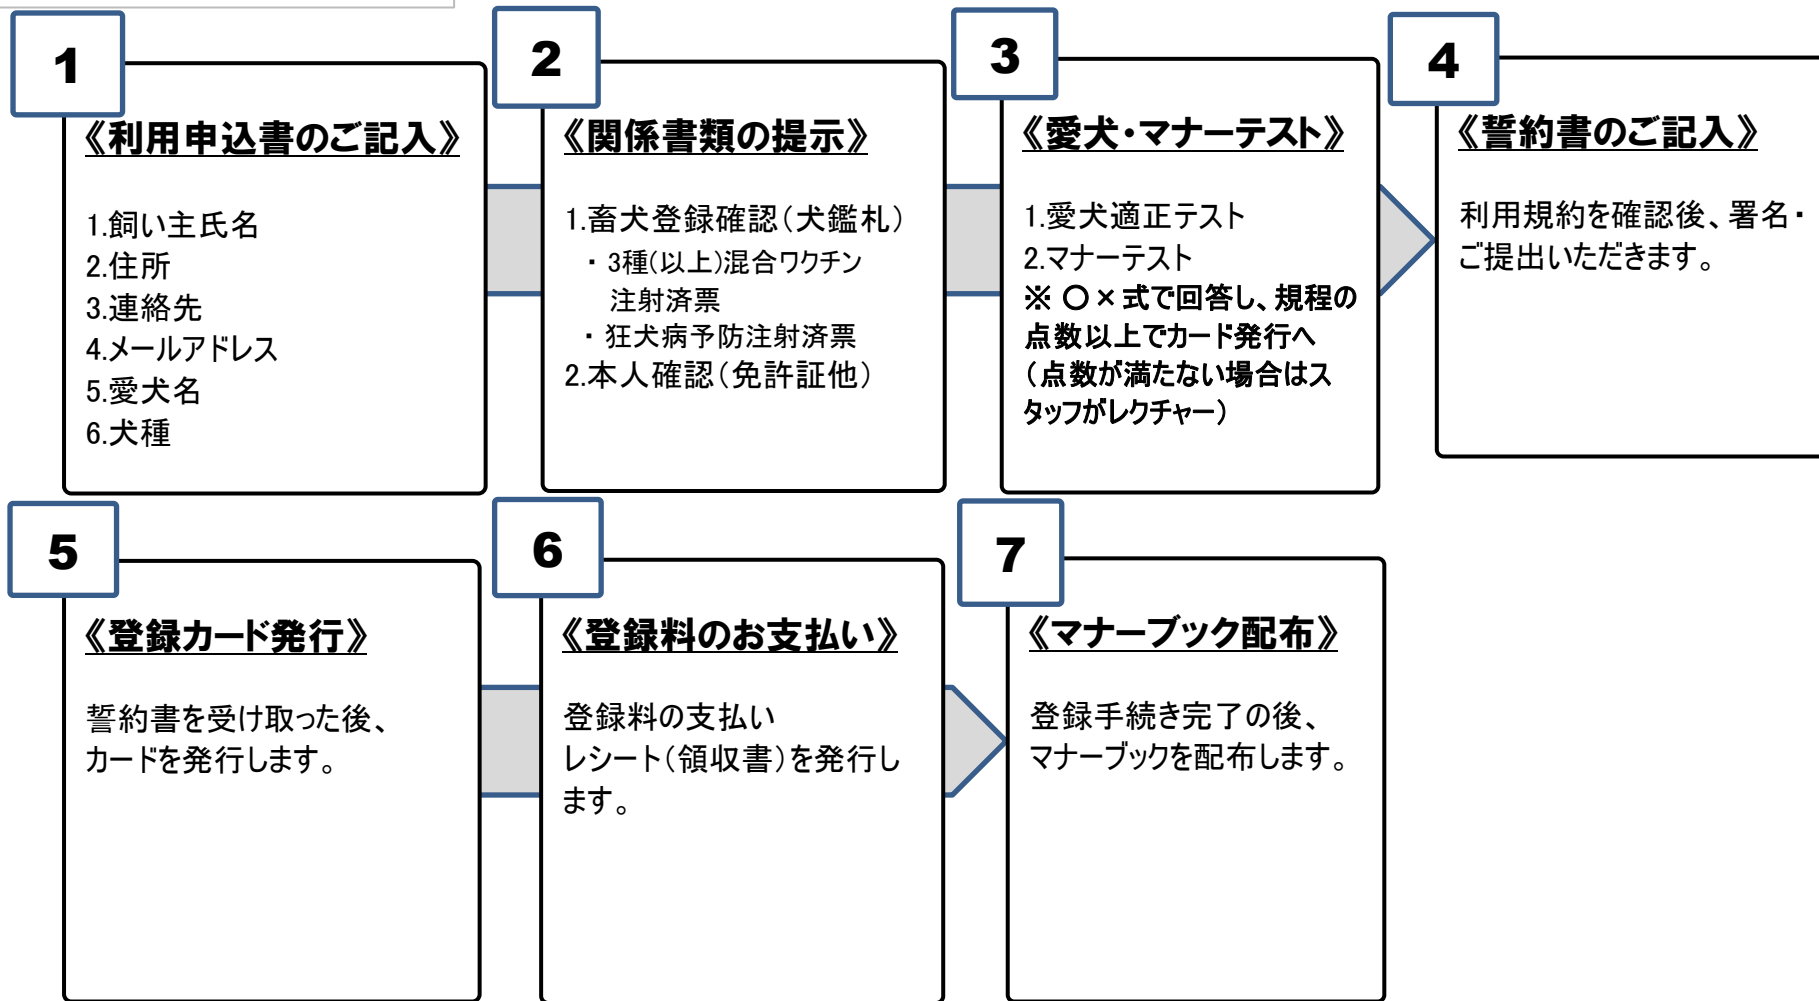 1
《利用申込書のご記入》
1.飼い主氏名
2.住所
3.連絡先
4.メールアドレス
5.愛犬名
6.犬種
2
《関係書類の提示》
1.畜犬登録確認(犬鑑札)
・3種(以上)混合ワクチン
注射済票
・狂犬病予防注射済票
2.本人確認(免許証他)
3
《愛犬・マナーテスト》
1.愛犬適正テスト
2.マナーテスト
※ 〇×式で回答し、規程の
点数以上でカード発行へ
(点数が満たない場合はス
タッフがレクチャー)
4
《誓約書のご記入》
利用規約を確認後、署名・
ご提出いただきます。
5
《登録カード発行》
誓約書を受け取った後、
カードを発行します。
6
《登録料のお支払い》
登録料の支払い
レシート(領収書)を発行し
ます。
7
《マナーブック配布》
登録手続き完了の後、
マナーブックを配布します。